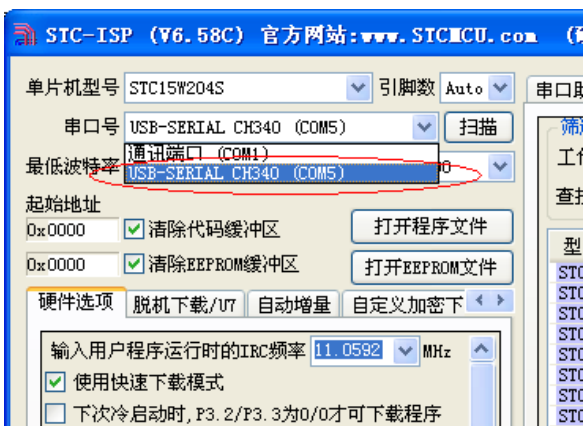 STC-ISP (V6.58C) 官方网站:www.STCMCU.com
单片机型号 STC15W204S 引脚数 Auto
串口号 USB-SERIAL CH340 (COM5) 扫描
通讯端口 (COM1)
最低波特率 USB-SERIAL CH340 (COM5)
起始地址
0x0000 清除代码缓冲区 打开程序文件
0x0000 清除EEPROM缓冲区 打开EEPROM文件
硬件选项 脱机下载/U7 自动增量 自定义加密下
输入用户程序运行时的IRC频率 11.0592 MHz
使用快速下载模式
下次冷启动时,P3.2/P3.3为0/0才可下载程序
串口
查
型
STC
STC
STC
STC
STC
STC
STC
STC